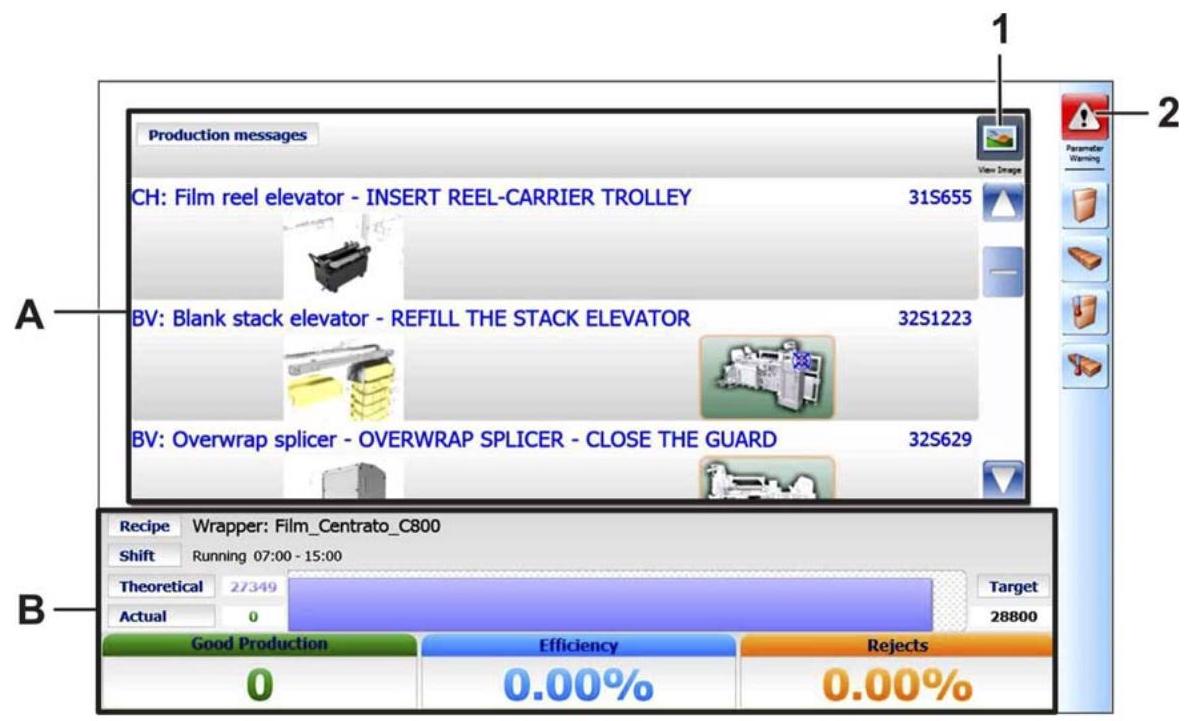 1
2
Production messages
View Image
Parameter
Warning
CH: Film reel elevator - INSERT REEL-CARRIER TROLLEY 31S655
A
BV: Blank stack elevator - REFILL THE STACK ELEVATOR 32S1223
BV: Overwrap splicer - OVERWRAP SPLICER - CLOSE THE GUARD 32S629
Recipe Wrapper: Film_Centrato_C800
Shift Running 07:00 - 15:00
Theoretical 27349 Target
B
Actual 0 28800
Good Production Efficiency Rejects
0 0.00% 0.00%